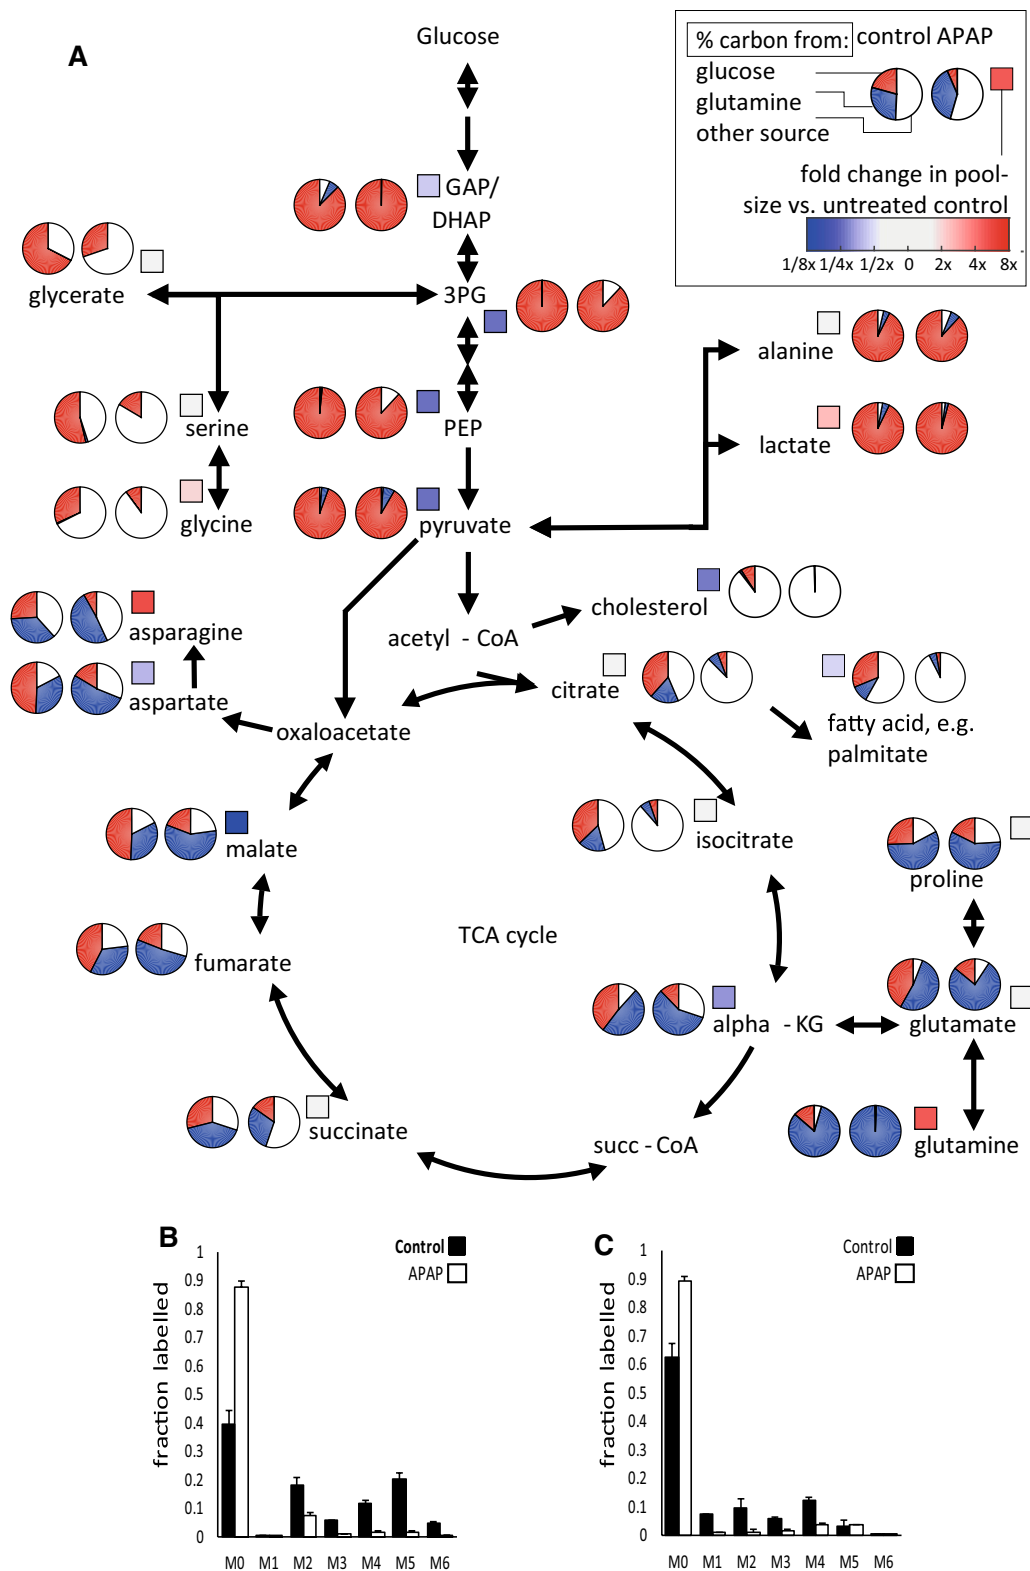 A
Glucose
% carbon from: control APAP
glucose
glutamine
other source
fold change in pool-
size vs. untreated control
1/8x 1/4x 1/2x 0 2x 4x 8x
GAP/
DHAP
glycerate
3PG
alanine
serine
PEP
lactate
glycine
pyruvate
cholesterol
asparagine
acetyl - CoA
aspartate
citrate
oxaloacetate
fatty acid, e.g.
palmitate
malate
isocitrate
proline
TCA cycle
fumarate
alpha - KG
glutamate
succinate
succ - CoA
glutamine
B
Control
APAP
fraction labelled
1
0.9
0.8
0.7
0.6
0.5
0.4
0.3
0.2
0.1
0
M0 M1 M2 M3 M4 M5 M6
C
Control
APAP
fraction labelled
1
0.9
0.8
0.7
0.6
0.5
0.4
0.3
0.2
0.1
0
M0 M1 M2 M3 M4 M5 M6